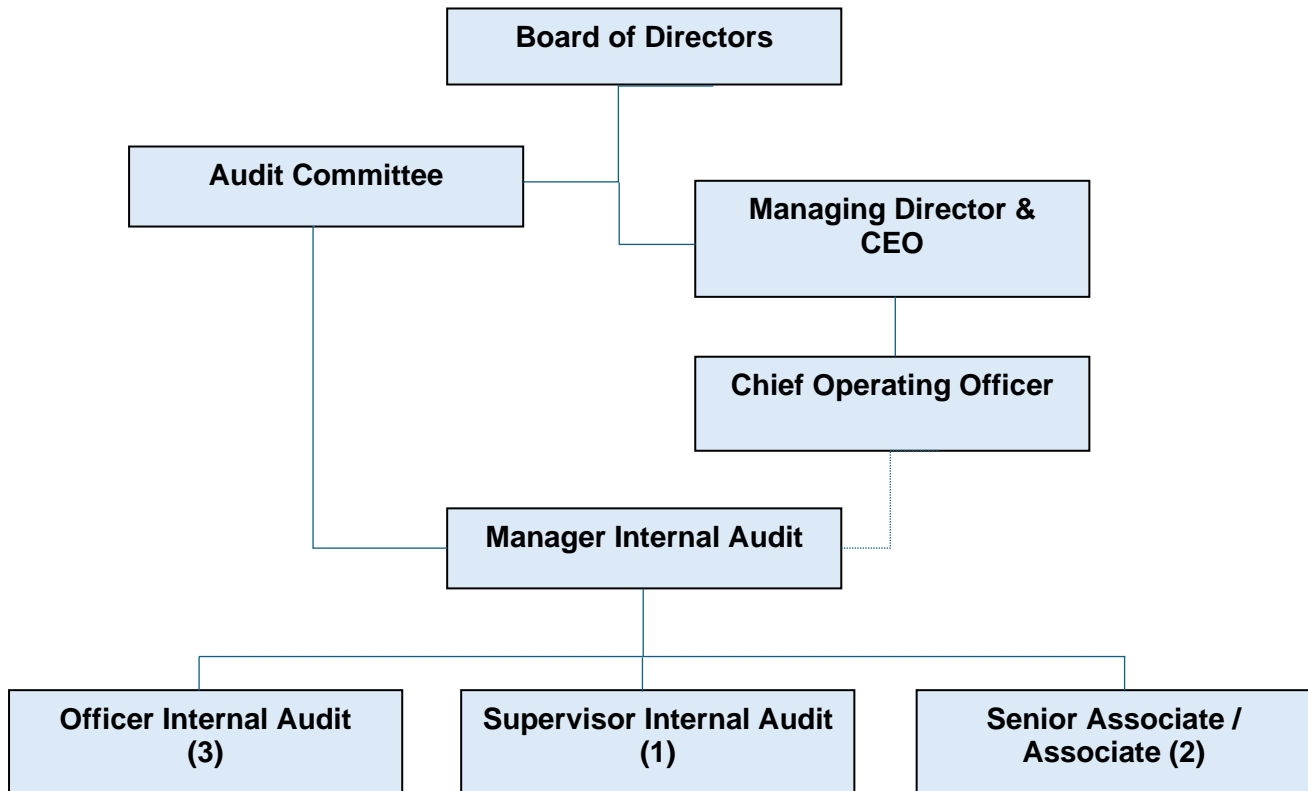 Board of Directors
Audit Committee
Managing Director &
CEO
Chief Operating Officer
Manager Internal Audit
Officer Internal Audit
(3)
Supervisor Internal Audit
(1)
Senior Associate /
Associate (2)